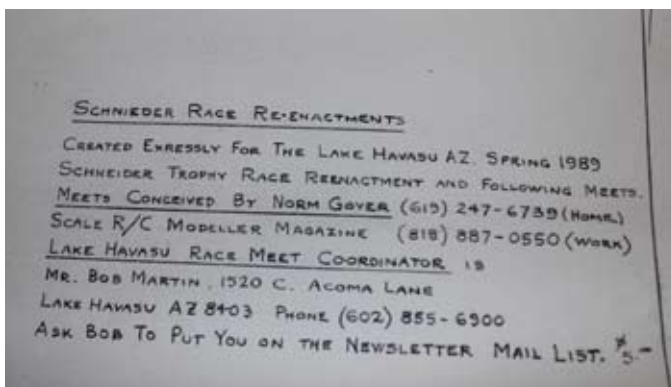 SCHNIEDER RACE RE-ENACTMENTS
CREATED EXRESSLY FOR THE LAKE HAVASU AZ. SPRING 1989
SCHNEIDER TROPHY RACE REENACTMENT AND FOLLOWING MEETS.
MEETS CONCEIVED BY NORM GOYER (619) 247-6739 (HOME)
SCALE R/C MODELLER MAGAZINE (818) 887-0550 (WORK)
LAKE HAVASU RACE MEET COORDINATOR IS
MR. BOB MARTIN, 1520 C. ACOMA LANE
LAKE HAVASU AZ 8403 PHONE (602) 855-6900
ASK BOB TO PUT YOU ON THE NEWSLETTER MAIL LIST. $5.-